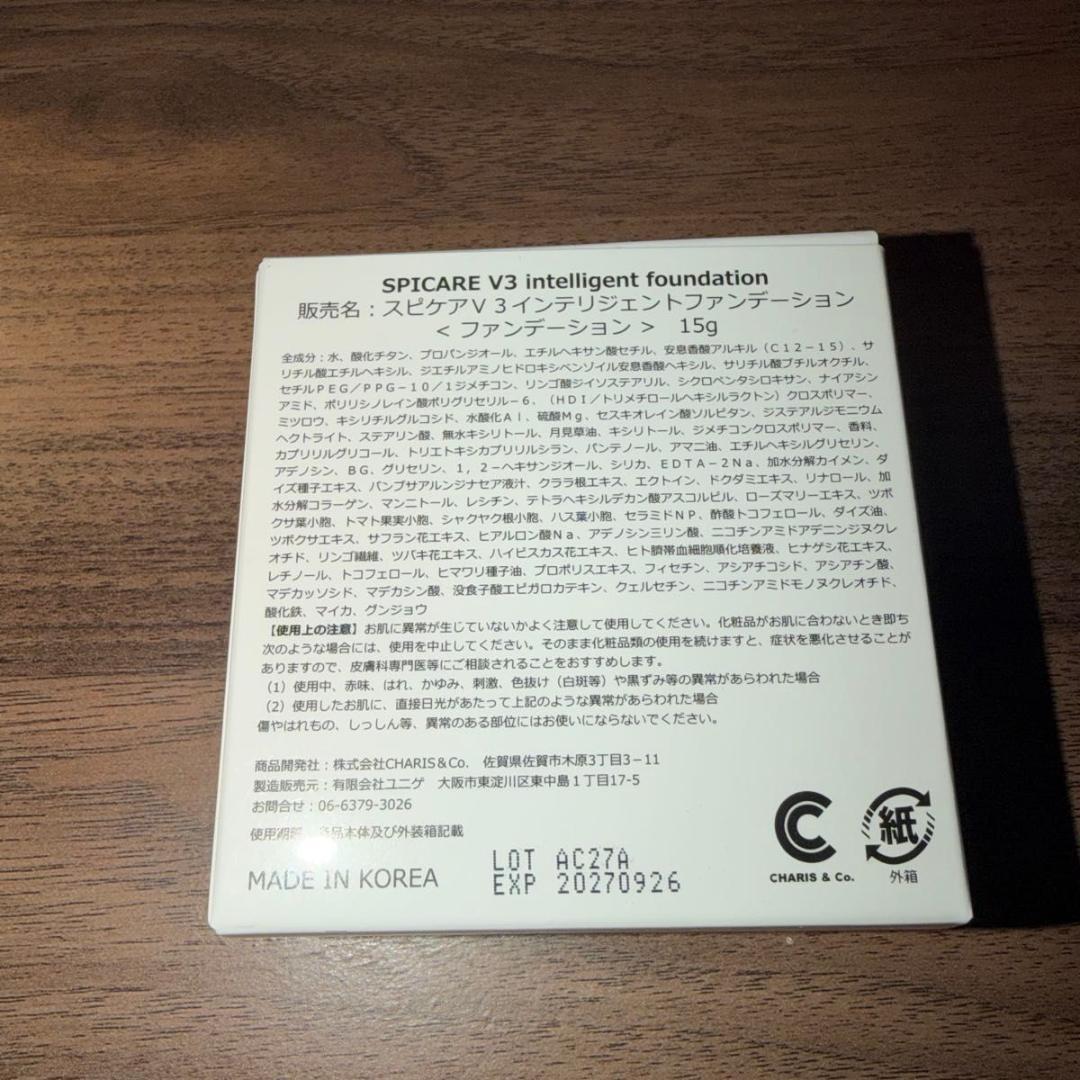 SPICARE V3 intelligent foundation
販売名：スピケアＶ３インテリジェントファンデーション
＜ファンデーション＞　15g
全成分：水、酸化チタン、プロパンジオール、エチルヘキサン酸セチル、安息香酸アルキル（Ｃ１２－１５）、サ
リチル酸エチルヘキシル、ジエチルアミノヒドロキシベンゾイル安息香酸ヘキシル、サリチル酸ブチルオクチル、
セチルＰＥＧ／ＰＰＧ－１０／１ジメチコン、リンゴ酸ジイソステアリル、シクロペンタシロキサン、ナイアシン
アミド、ポリリシノレイン酸ポリグリセリル－６、（ＨＤＩ／トリメチロールヘキシルラクトン）クロスポリマー、
ミツロウ、キシリチルグルコシド、水酸化Ａｌ、硫酸Ｍｇ、セスキオレイン酸ソルビタン、ジステアルジモニウム
ヘクトライト、ステアリン酸、無水キシリトール、月見草油、キシリトール、ジメチコンクロスポリマー、香料、
カプリリルグリコール、トリエトキシカプリリルシラン、パンテノール、アマニ油、エチルヘキシルグリセリン、
アデノシン、ＢＧ、グリセリン、１，２－ヘキサンジオール、シリカ、ＥＤＴＡ－２Ｎａ、加水分解カイメン、ダ
イズ種子エキス、バンブサアルンジナセア液汁、クララ根エキス、エクトイン、ドクダミエキス、リナロール、加
水分解コラーゲン、マンニトール、レシチン、テトラヘキシルデカン酸アスコルビル、ローズマリーエキス、ツボ
クサ葉小胞、トマト果実小胞、シャクヤク根小胞、ハス葉小胞、セラミドＮＰ、酢酸トコフェロール、ダイズ油、
ツボクサエキス、サフラン花エキス、ヒアルロン酸Ｎａ、アデノシン三リン酸、ニコチンアミドアデニンジヌクレ
オチド、リンゴ繊維、ツバキ花エキス、ハイビスカス花エキス、ヒト臍帯血細胞順化培養液、ヒナゲシ花エキス、
レチノール、トコフェロール、ヒマワリ種子油、プロポリスエキス、フィセチン、アシアチコシド、アシアチン酸、
マデカッソシド、マデカシン酸、没食子酸エピガロカテキン、クェルセチン、ニコチンアミドモノヌクレオチド、
酸化鉄、マイカ、グンジョウ
【使用上の注意】お肌に異常が生じていないかよく注意して使用してください。化粧品がお肌に合わないとき即ち
次のような場合には、使用を中止してください。そのまま化粧品類の使用を続けますと、症状を悪化させることが
ありますので、皮膚科専門医等にご相談されることをおすすめします。
（1）使用中、赤味、はれ、かゆみ、刺激、色抜け（白斑等）や黒ずみ等の異常があらわれた場合
（2）使用したお肌に、直接日光があたって上記のような異常があらわれた場合
傷やはれもの、しっしん等、異常のある部位にはお使いにならないでください。
商品開発社：株式会社CHARIS＆Co.　佐賀県佐賀市木原3丁目3－11
製造販売元：有限会社ユニゲ　大阪市東淀川区東中島１丁目17-5
お問合せ：06-6379-3026
使用期限：商品本体及び外装箱記載
MADE IN KOREA
LOT AC27A
EXP 20270926
CHARIS & Co.
紙
外箱